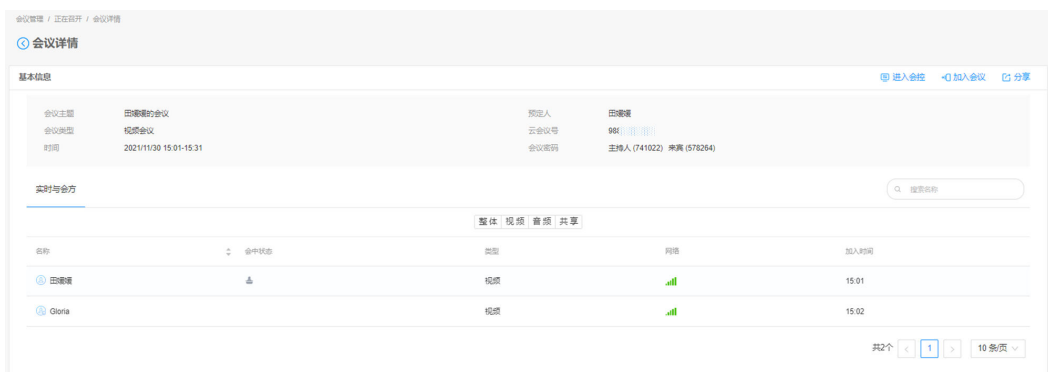 会议管理 / 正在召开 / 会议详情
会议详情
基本信息 进入会控 加入会议 分享
会议主题 田媛媛的会议 预定人 田媛媛
会议类型 视频会议 云会议号 98
时间 2021/11/30 15:01-15:31 会议密码 主持人 (741022) 来宾 (578264)
实时与会方 搜索名称
整体 视频 音频 共享
名称 会中状态 类型 网络 加入时间
田媛媛 视频 15:01
Gloria 视频 15:02
共2个 < 1 > 10 条/页